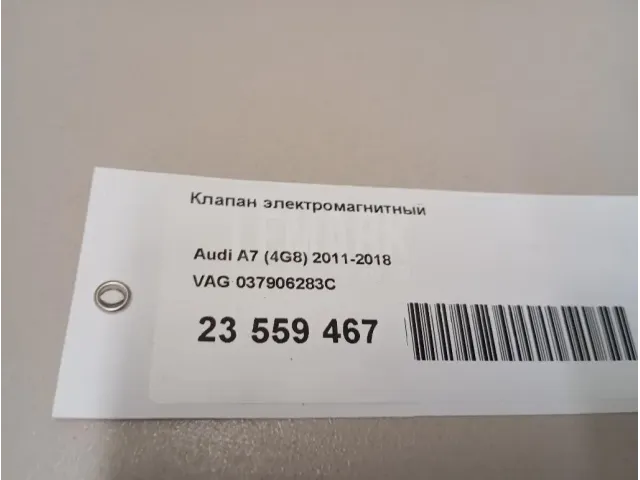 Клапан электромагнитный
Audi A7 (4G8) 2011-2018
VAG 037906283C
23 559 467